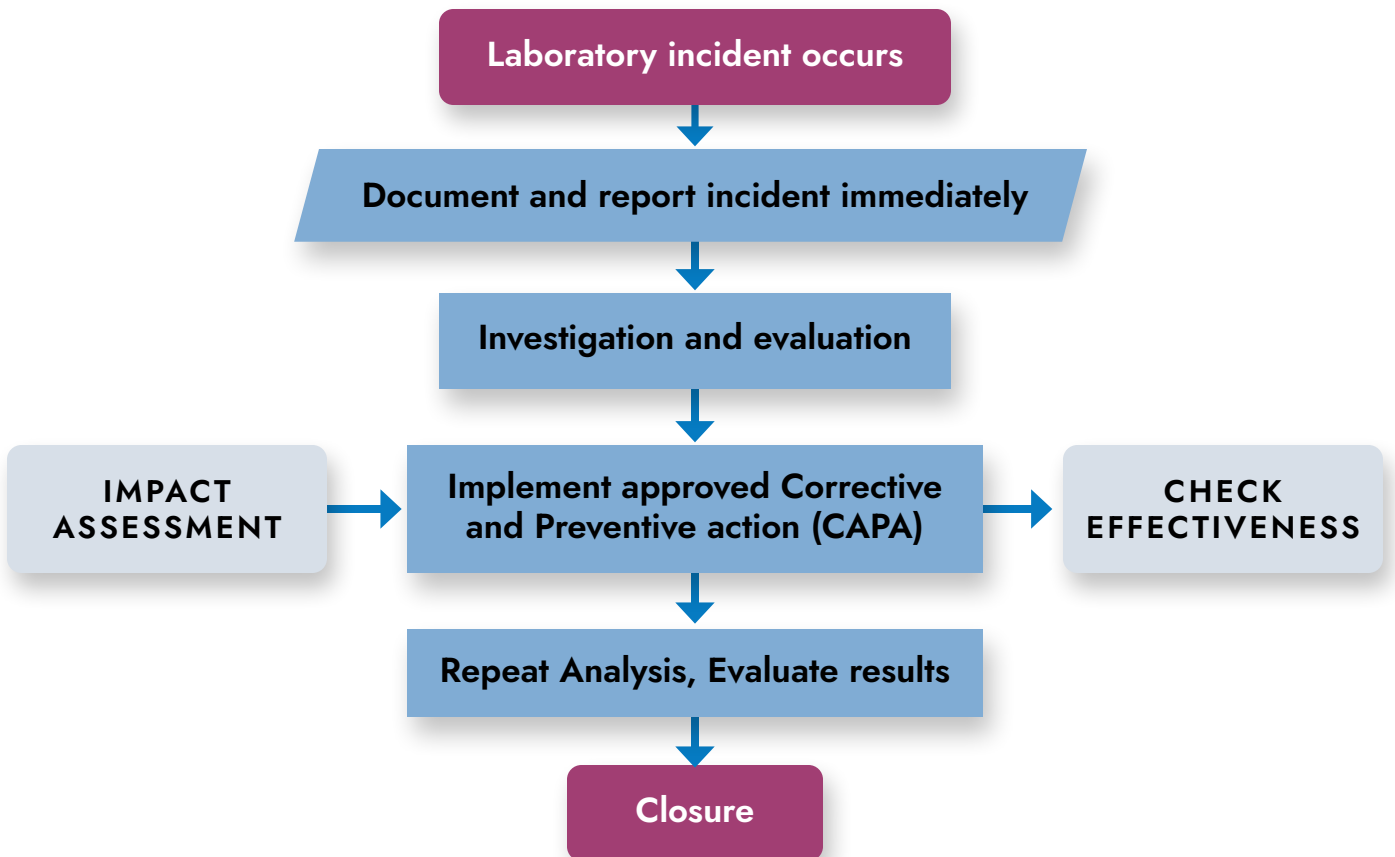 Laboratory incident occurs
Document and report incident immediately
Investigation and evaluation
IMPACT
ASSESSMENT
Implement approved Corrective
and Preventive action (CAPA)
CHECK
EFFECTIVENESS
Repeat Analysis, Evaluate results
Closure